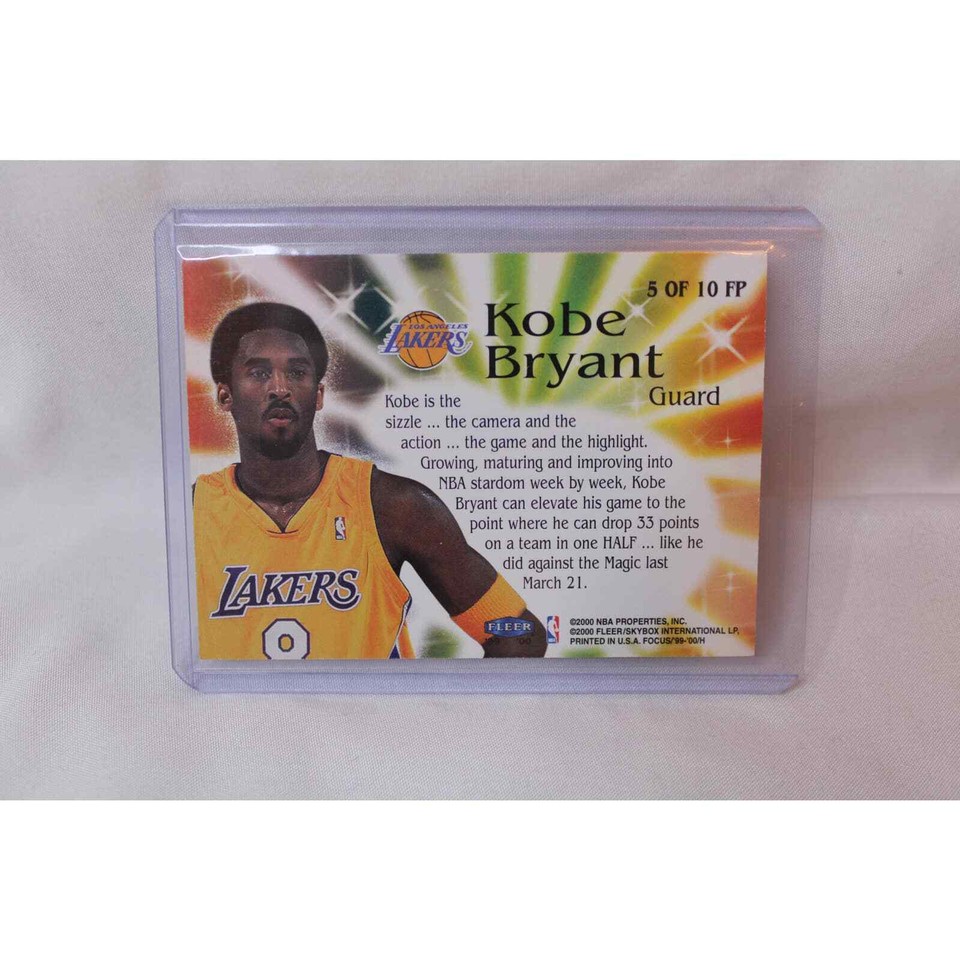 5 OF 10 FP
LOS ANGELES
LAKERS
Kobe
Bryant
Guard
Kobe is the
sizzle ... the camera and the
action ... the game and the highlight.
Growing, maturing and improving into
NBA stardom week by week, Kobe
Bryant can elevate his game to the
point where he can drop 33 points
on a team in one HALF ... like he
did against the Magic last
March 21.
LAKERS
8
FLEER
©2000 NBA PROPERTIES, INC.
©2000 FLEER/SKYBOX INTERNATIONAL LP,
PRINTED IN U.S.A. FOCUS/'99-'00/H